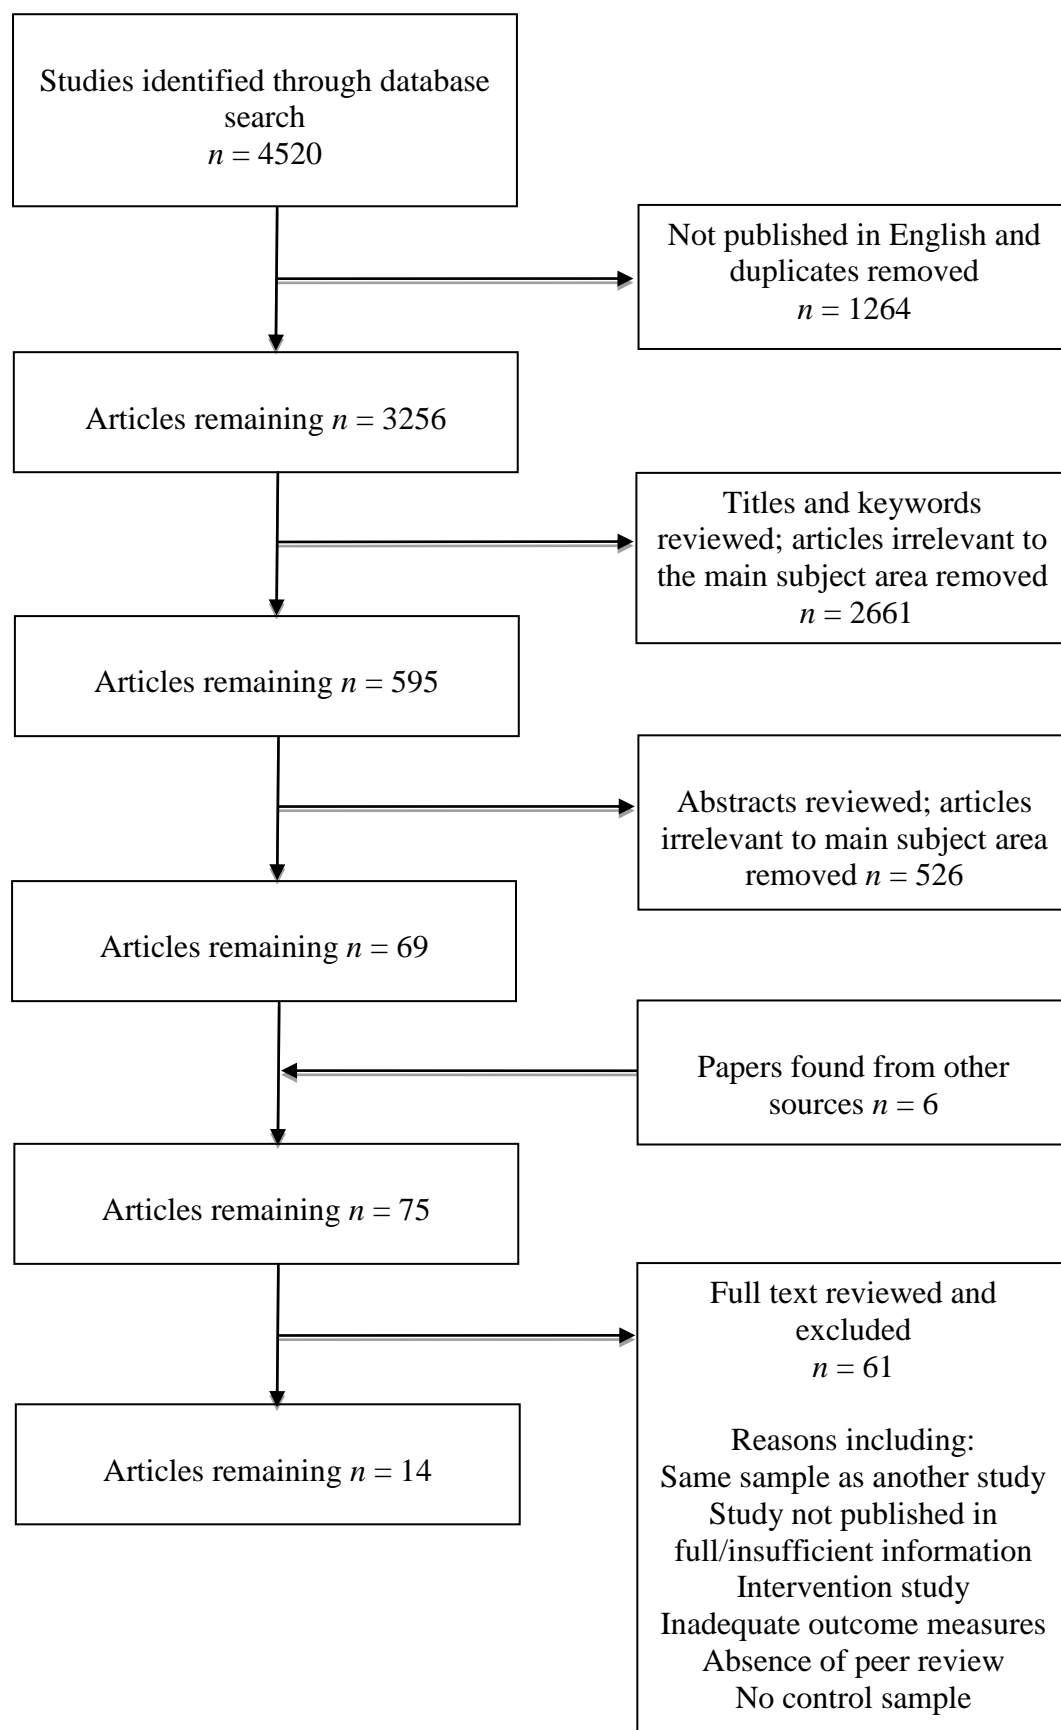 Studies identified through database
search
n = 4520
Not published in English and
duplicates removed
n = 1264
Articles remaining n = 3256
Titles and keywords
reviewed; articles irrelevant to
the main subject area removed
n = 2661
Articles remaining n = 595
Abstracts reviewed; articles
irrelevant to main subject area
removed n = 526
Articles remaining n = 69
Papers found from other
sources n = 6
Articles remaining n = 75
Full text reviewed and
excluded
n = 61
Reasons including:
Same sample as another study
Study not published in
full/insufficient information
Intervention study
Inadequate outcome measures
Absence of peer review
No control sample
Articles remaining n = 14